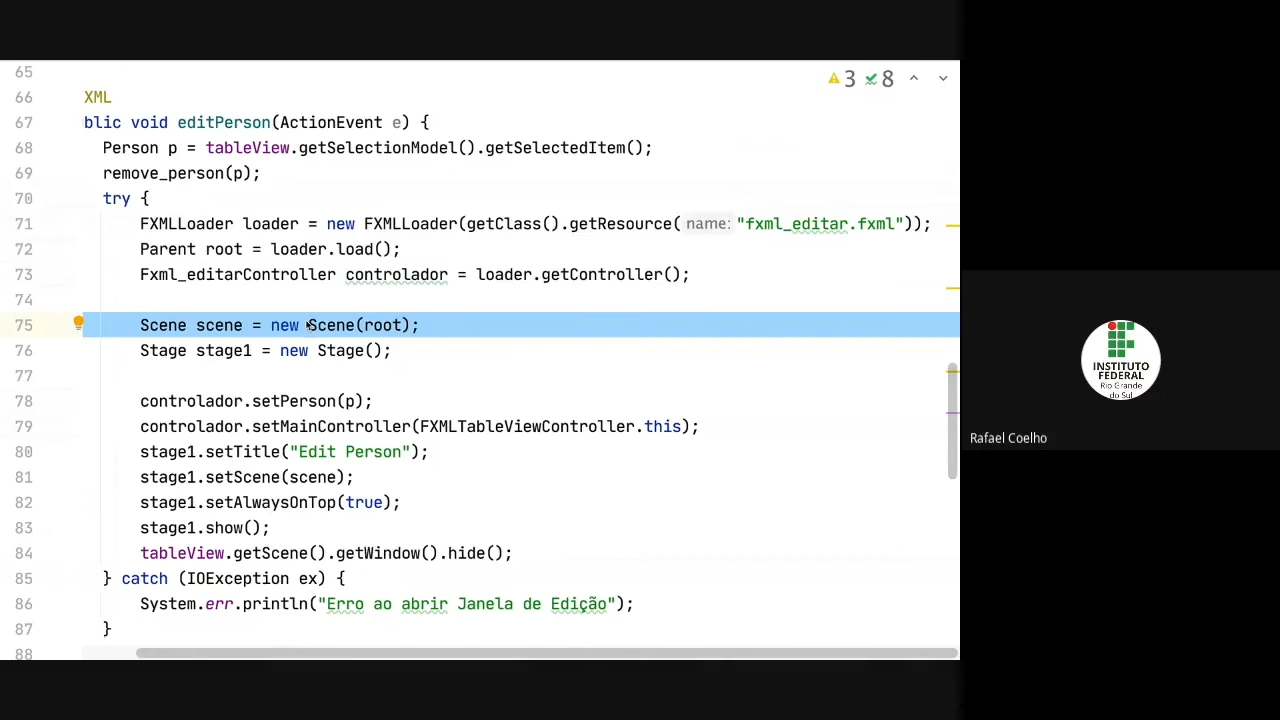 3 8
65
66 XML
67 blic void editPerson(ActionEvent e) {
68 Person p = tableView.getSelectionModel().getSelectedItem();
69 remove_person(p);
70 try {
71 FXMLLoader loader = new FXMLLoader(getClass().getResource( name: "fxml_editar.fxml"));
72 Parent root = loader.load();
73 Fxml_editarController controlador = loader.getController();
74
75 Scene scene = new Scene(root);
76 Stage stage1 = new Stage();
77
78 controlador.setPerson(p);
79 controlador.setMainController(FXMLTableViewController.this);
80 stage1.setTitle("Edit Person");
81 stage1.setScene(scene);
82 stage1.setAlwaysOnTop(true);
83 stage1.show();
84 tableView.getScene().getWindow().hide();
85 } catch (IOException ex) {
86 System.err.println("Erro ao abrir Janela de Edição");
87 }
88
INSTITUTO
FEDERAL
Rio Grande
do Sul
Rafael Coelho